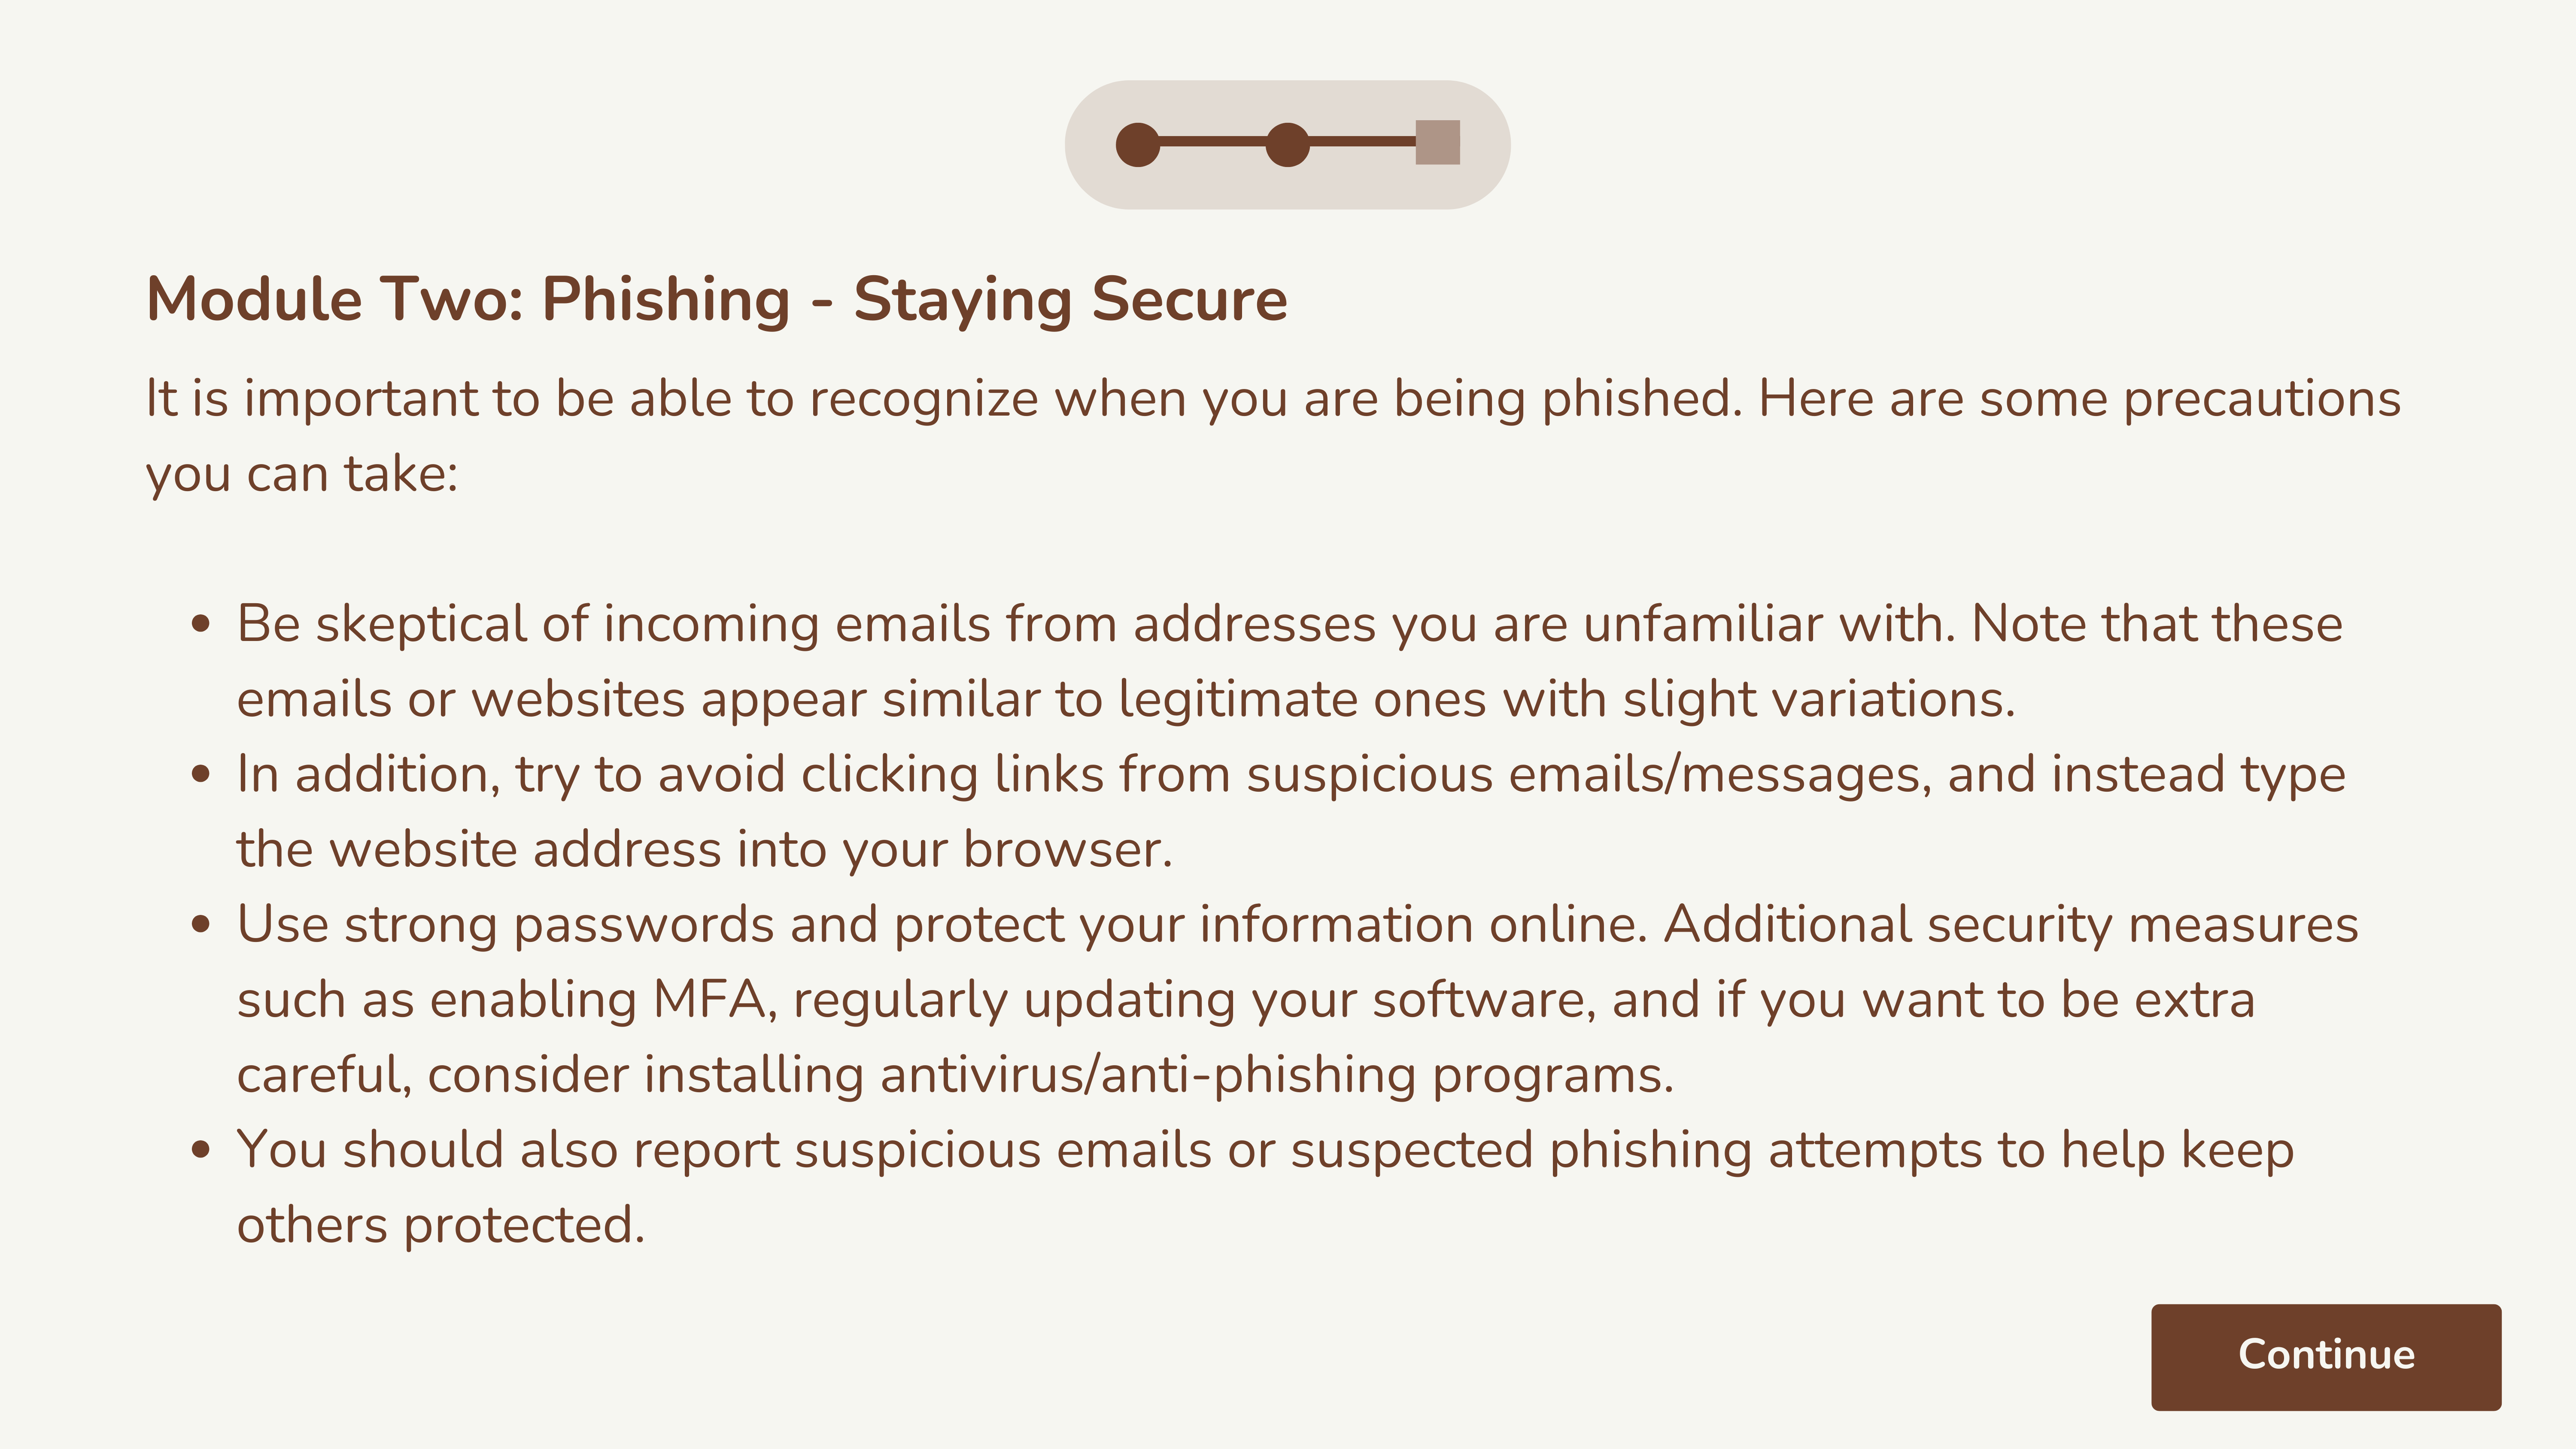 Module Two: Phishing - Staying Secure
It is important to be able to recognize when you are being phished. Here are some precautions
you can take:
• Be skeptical of incoming emails from addresses you are unfamiliar with. Note that these
emails or websites appear similar to legitimate ones with slight variations.
• In addition, try to avoid clicking links from suspicious emails/messages, and instead type
the website address into your browser.
• Use strong passwords and protect your information online. Additional security measures
such as enabling MFA, regularly updating your software, and if you want to be extra
careful, consider installing antivirus/anti-phishing programs.
• You should also report suspicious emails or suspected phishing attempts to help keep
others protected.
Continue